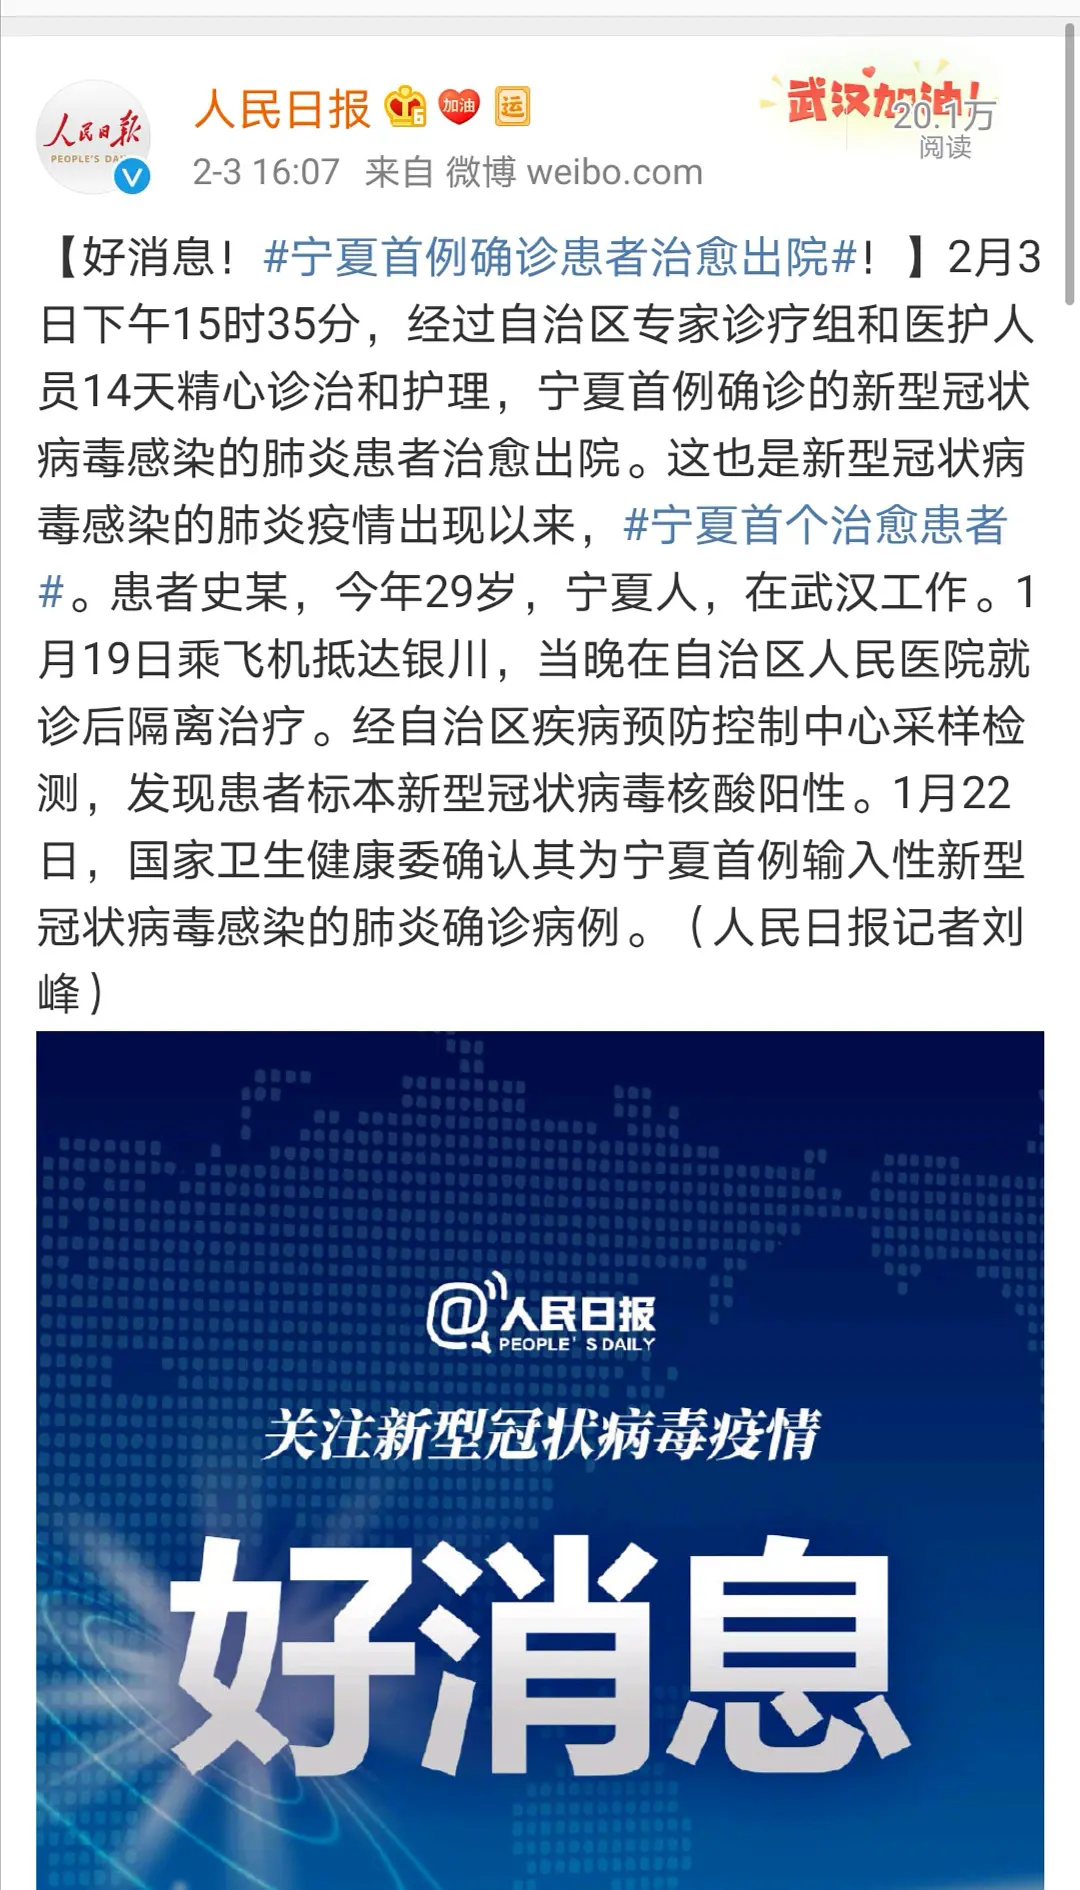 人民日报
PEOPLE'S DA
人民日报 加油 运
武汉加油!
20.1万
阅读
2-3 16:07 来自 微博 weibo.com
【好消息！#宁夏首例确诊患者治愈出院#！】2月3
日下午15时35分，经过自治区专家诊疗组和医护人
员14天精心诊治和护理，宁夏首例确诊的新型冠状
病毒感染的肺炎患者治愈出院。这也是新型冠状病
毒感染的肺炎疫情出现以来，#宁夏首个治愈患者
#。患者史某，今年29岁，宁夏人，在武汉工作。1
月19日乘飞机抵达银川，当晚在自治区人民医院就
诊后隔离治疗。经自治区疾病预防控制中心采样检
测，发现患者标本新型冠状病毒核酸阳性。1月22
日，国家卫生健康委确认其为宁夏首例输入性新型
冠状病毒感染的肺炎确诊病例。（人民日报记者刘
峰）
@人民日报
PEOPLE'S DAILY
关注新型冠状病毒疫情
好消息